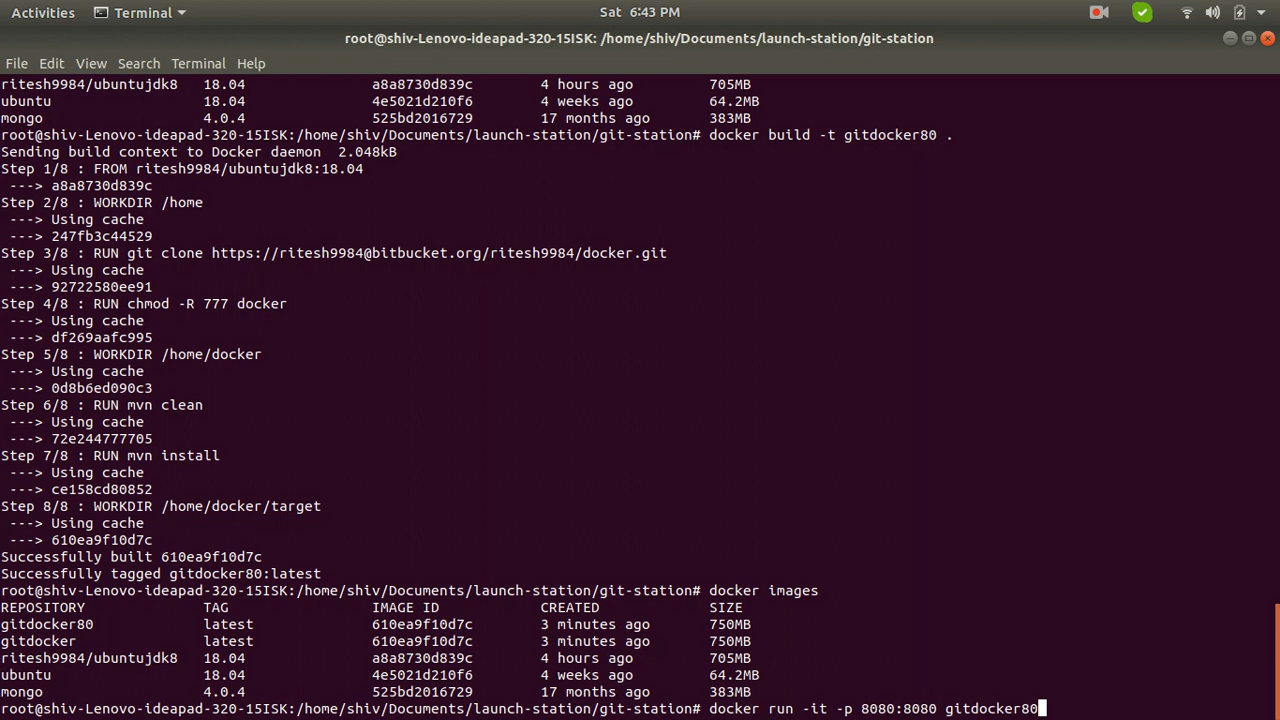 Activities Terminal Sat 6:43 PM
root@shiv-Lenovo-ideapad-320-15ISK: /home/shiv/Documents/launch-station/git-station
File Edit View Search Terminal Help
ritesh9984/ubuntujdk8 18.04 a8a8730d839c 4 hours ago 705MB
ubuntu 18.04 4e5021d210f6 4 weeks ago 64.2MB
mongo 4.0.4 525bd2016729 17 months ago 383MB
root@shiv-Lenovo-ideapad-320-15ISK:/home/shiv/Documents/launch-station/git-station# docker build -t gitdocker80 .
Sending build context to Docker daemon 2.048kB
Step 1/8 : FROM ritesh9984/ubuntujdk8:18.04
---> a8a8730d839c
Step 2/8 : WORKDIR /home
---> Using cache
---> 247fb3c44529
Step 3/8 : RUN git clone https://ritesh9984@bitbucket.org/ritesh9984/docker.git
---> Using cache
---> 92722580ee91
Step 4/8 : RUN chmod -R 777 docker
---> Using cache
---> df269aafc995
Step 5/8 : WORKDIR /home/docker
---> Using cache
---> 0d8b6ed090c3
Step 6/8 : RUN mvn clean
---> Using cache
---> 72e244777705
Step 7/8 : RUN mvn install
---> Using cache
---> ce158cd80852
Step 8/8 : WORKDIR /home/docker/target
---> Using cache
---> 610ea9f10d7c
Successfully built 610ea9f10d7c
Successfully tagged gitdocker80:latest
root@shiv-Lenovo-ideapad-320-15ISK:/home/shiv/Documents/launch-station/git-station# docker images
REPOSITORY TAG IMAGE ID CREATED SIZE
gitdocker80 latest 610ea9f10d7c 3 minutes ago 750MB
gitdocker latest 610ea9f10d7c 3 minutes ago 750MB
ritesh9984/ubuntujdk8 18.04 a8a8730d839c 4 hours ago 705MB
ubuntu 18.04 4e5021d210f6 4 weeks ago 64.2MB
mongo 4.0.4 525bd2016729 17 months ago 383MB
root@shiv-Lenovo-ideapad-320-15ISK:/home/shiv/Documents/launch-station/git-station# docker run -it -p 8080:8080 gitdocker80